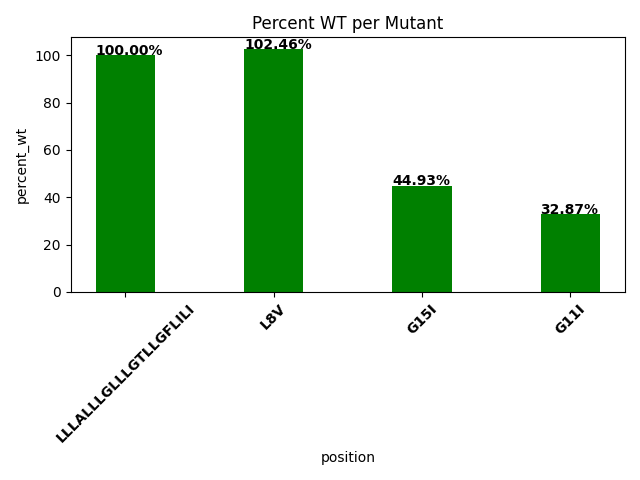 Percent WT per Mutant
percent_wt
100
80
60
40
20
0
100.00%
102.46%
44.93%
32.87%
LLLALLLGLLLGTLLGFLILI
L8V
G15I
G11I
position